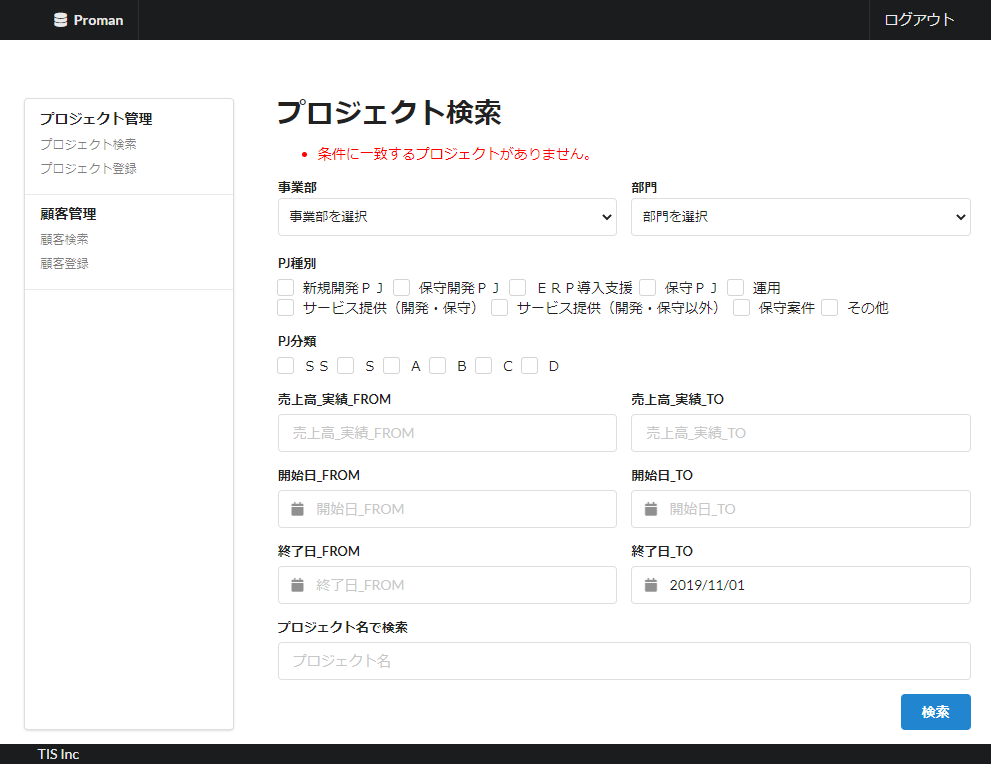 Proman
ログアウト
プロジェクト管理
プロジェクト検索
プロジェクト登録
顧客管理
顧客検索
顧客登録
プロジェクト検索
条件に一致するプロジェクトがありません。
事業部 部門
事業部を選択 部門を選択
PJ種別
新規開発ＰＪ 保守開発ＰＪ ＥＲＰ導入支援 保守ＰＪ 運用
サービス提供（開発・保守） サービス提供（開発・保守以外） 保守案件 その他
PJ分類
ＳＳ Ｓ Ａ Ｂ Ｃ Ｄ
売上高_実績_FROM 売上高_実績_TO
売上高_実績_FROM 売上高_実績_TO
開始日_FROM 開始日_TO
開始日_FROM 開始日_TO
終了日_FROM 終了日_TO
終了日_FROM 2019/11/01
プロジェクト名で検索
プロジェクト名
検索
TIS Inc